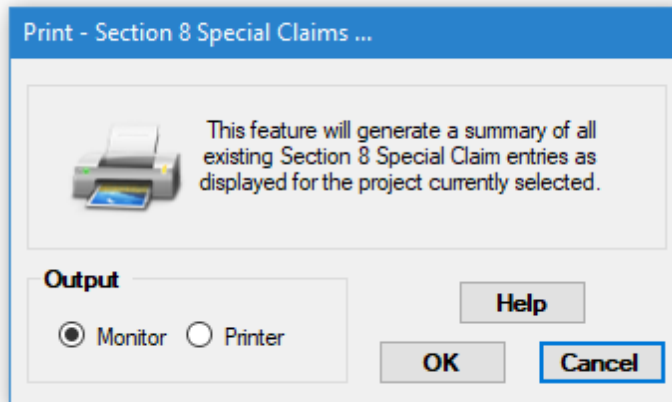 Print - Section 8 Special Claims ...
This feature will generate a summary of all
existing Section 8 Special Claim entries as
displayed for the project currently selected.
Output
Monitor Printer
Help
OK Cancel